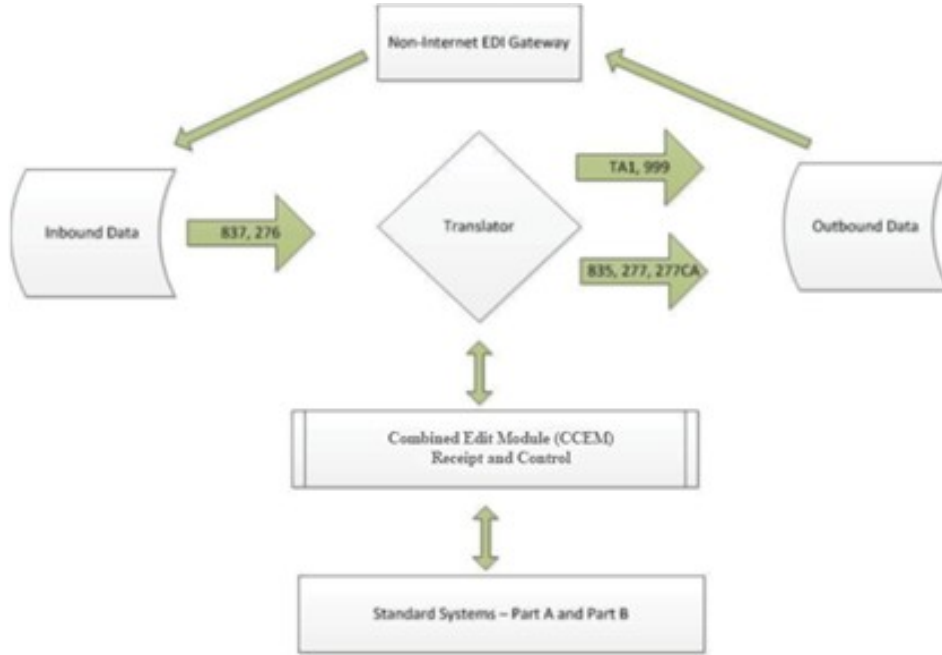 Non-Internet EDI Gateway
TA1, 999
Inbound Data
837, 276
Translator
Outbound Data
835, 277, 277CA
Combined Edit Module (CCEM)
Receipt and Control
Standard Systems – Part A and Part B